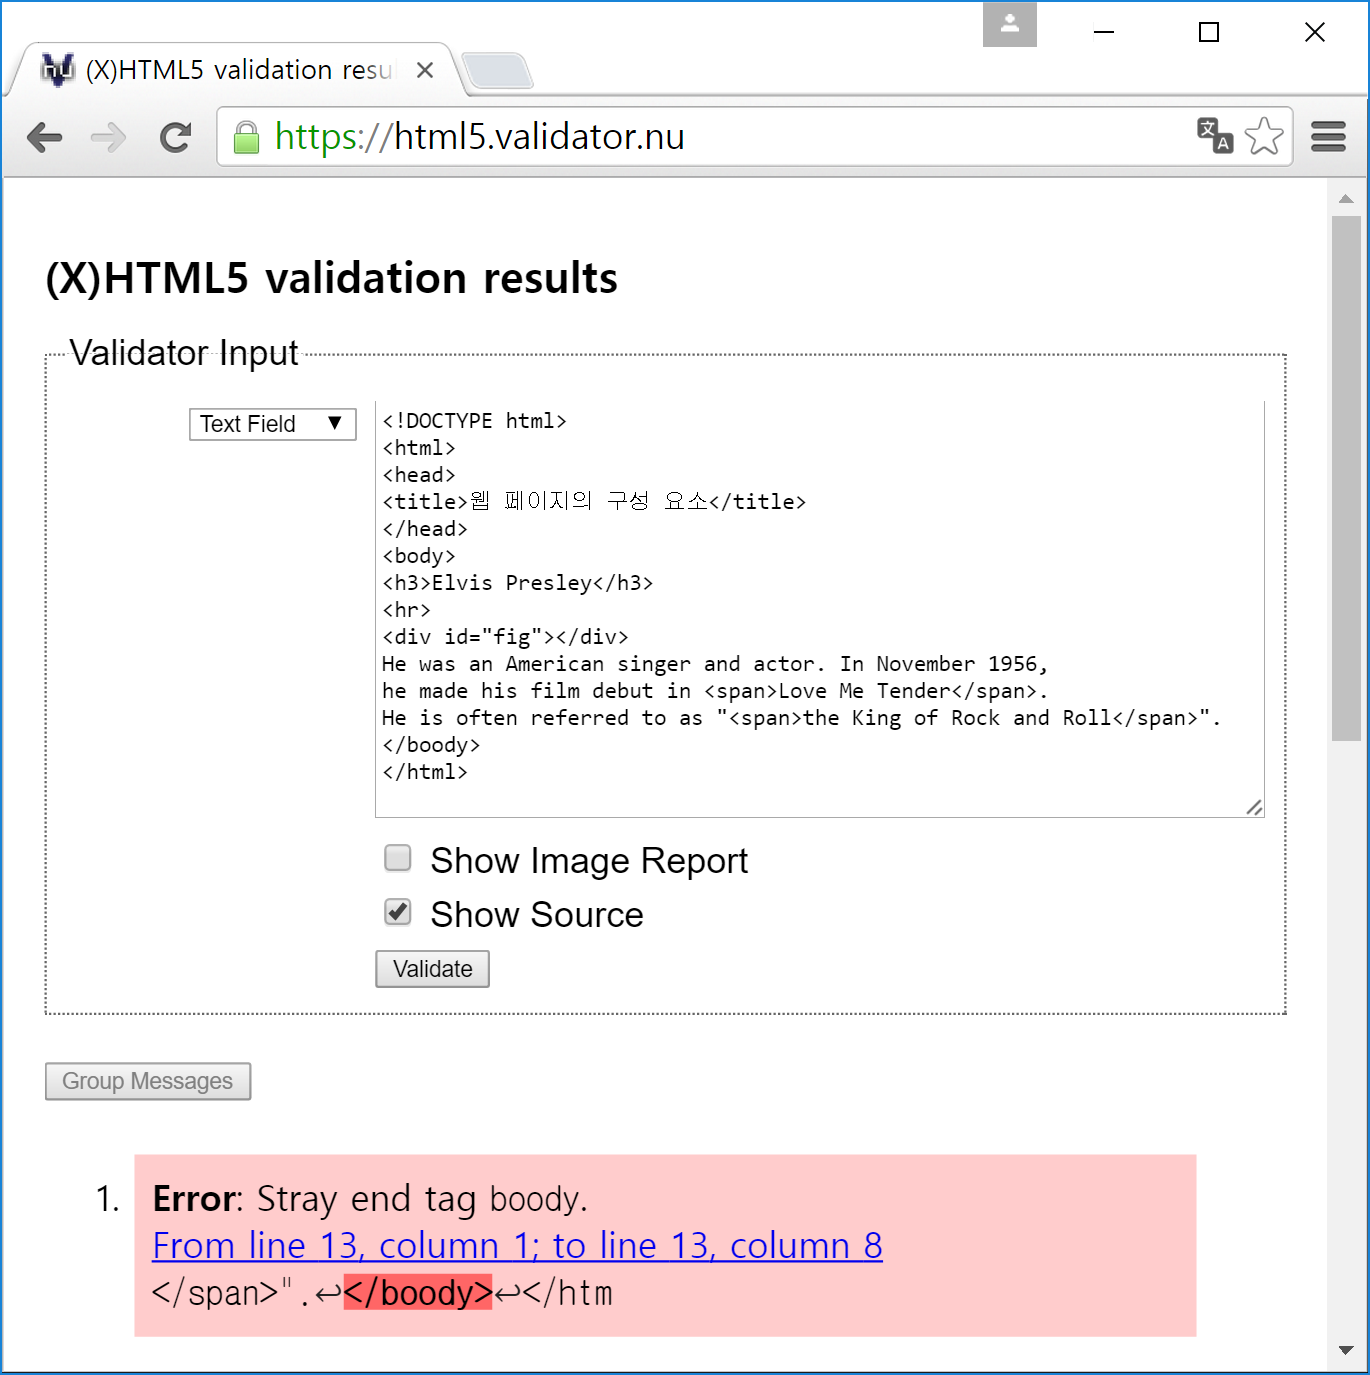 (X)HTML5 validation resu
https://html5.validator.nu
(X)HTML5 validation results
Validator Input
Text Field
<!DOCTYPE html>
<html>
<head>
<title>웹 페이지의 구성 요소</title>
</head>
<body>
<h3>Elvis Presley</h3>
<hr>
<div id="fig"></div>
He was an American singer and actor. In November 1956,
he made his film debut in <span>Love Me Tender</span>.
He is often referred to as "<span>the King of Rock and Roll</span>".
</boody>
</html>
Show Image Report
Show Source
Validate
Group Messages
1. Error: Stray end tag boody.
From line 13, column 1; to line 13, column 8
</span>".↩</boody>↩</htm